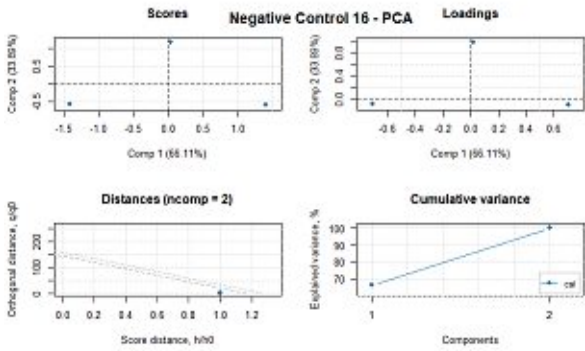 Negative Control 16 - PCA
Scores
Comp 2 (33.89%)
0.5
-0.5
-1.5 -1.0 -0.5 0.0 0.5 1.0
Comp 1 (66.11%)
Loadings
Comp 2 (33.89%)
0.8
0.4
0.0
-0.6 -0.4 -0.2 0.0 0.2 0.4 0.6
Comp 1 (66.11%)
Distances (ncomp = 2)
Orthogonal distance, q/q0
200
100
0
0.0 0.2 0.4 0.6 0.8 1.0 1.2
Score distance, h/h0
Cumulative variance
Explained variance, %
100
90
80
70
cal
1 2
Components